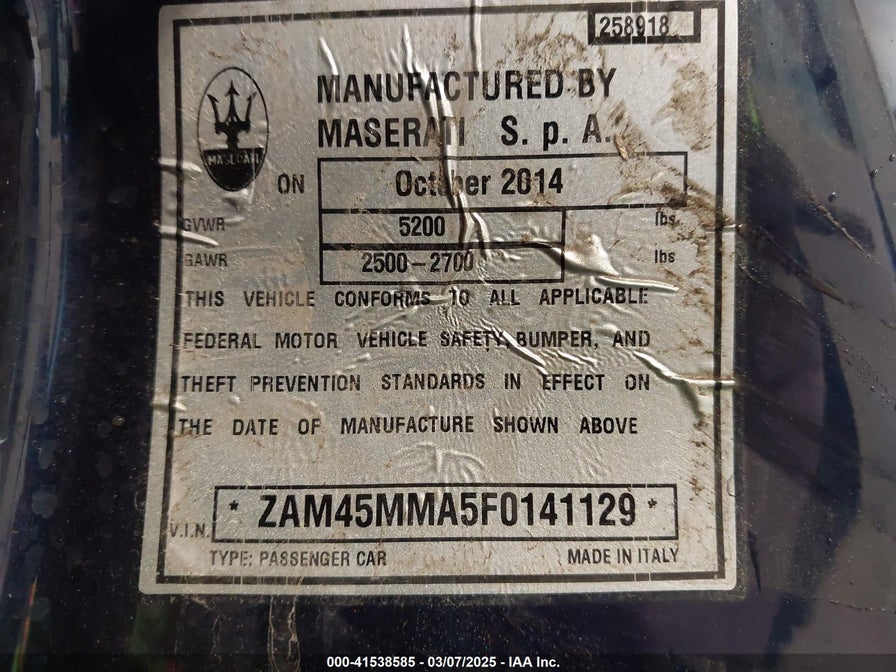 258918
MANUFACTURED BY
MASERATI S. p. A.
MASERATI
ON October 2014
GVWR 5200 lbs
GAWR 2500-2700 lbs
THIS VEHICLE CONFORMS TO ALL APPLICABLE
FEDERAL MOTOR VEHICLE SAFETY, BUMPER, AND
THEFT PREVENTION STANDARDS IN EFFECT ON
THE DATE OF MANUFACTURE SHOWN ABOVE
V.I.N. * ZAM45MMA5F0141129 *
TYPE: PASSENGER CAR MADE IN ITALY
000-41538585 - 03/07/2025 - IAA Inc.